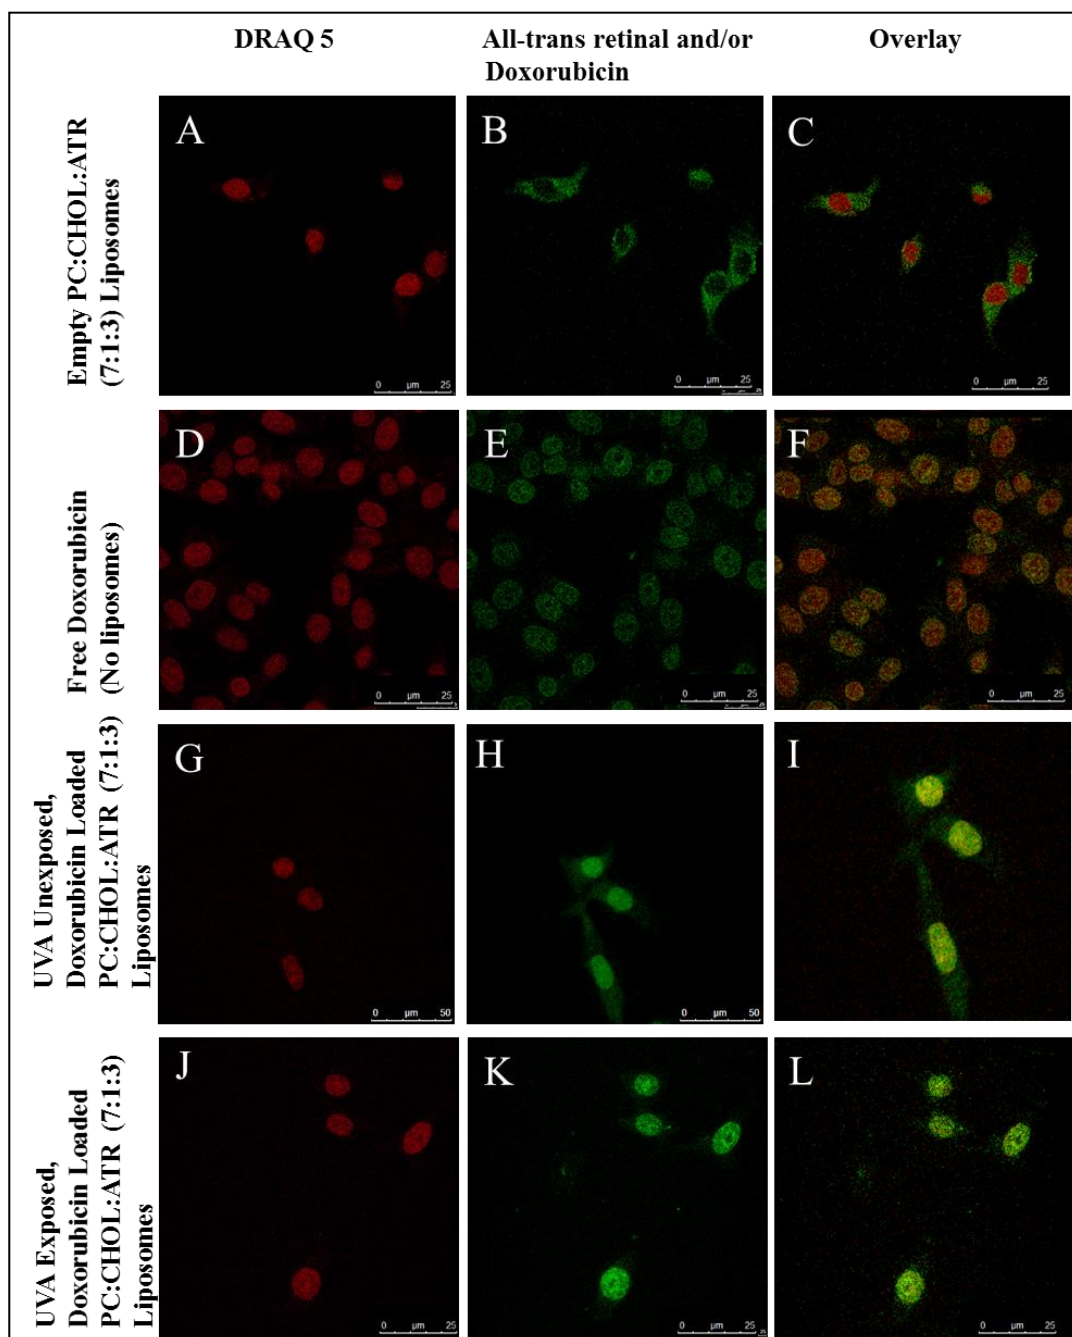 DRAQ 5
All-trans retinal and/or
Doxorubicin
Overlay
Empty PC:CHOL:ATR
(7:1:3) Liposomes
A
B
C
0 µm 25
0 µm 25
0 µm 25
Free Doxorubicin
(No liposomes)
D
E
F
0 µm 25
0 µm 25
0 µm 25
UVA Unexposed,
Doxorubicin Loaded
PC:CHOL:ATR (7:1:3)
Liposomes
G
H
I
0 µm 50
0 µm 50
UVA Exposed,
Doxorubicin Loaded
PC:CHOL:ATR (7:1:3)
Liposomes
J
K
L
0 µm 25
0 µm 25
0 µm 25